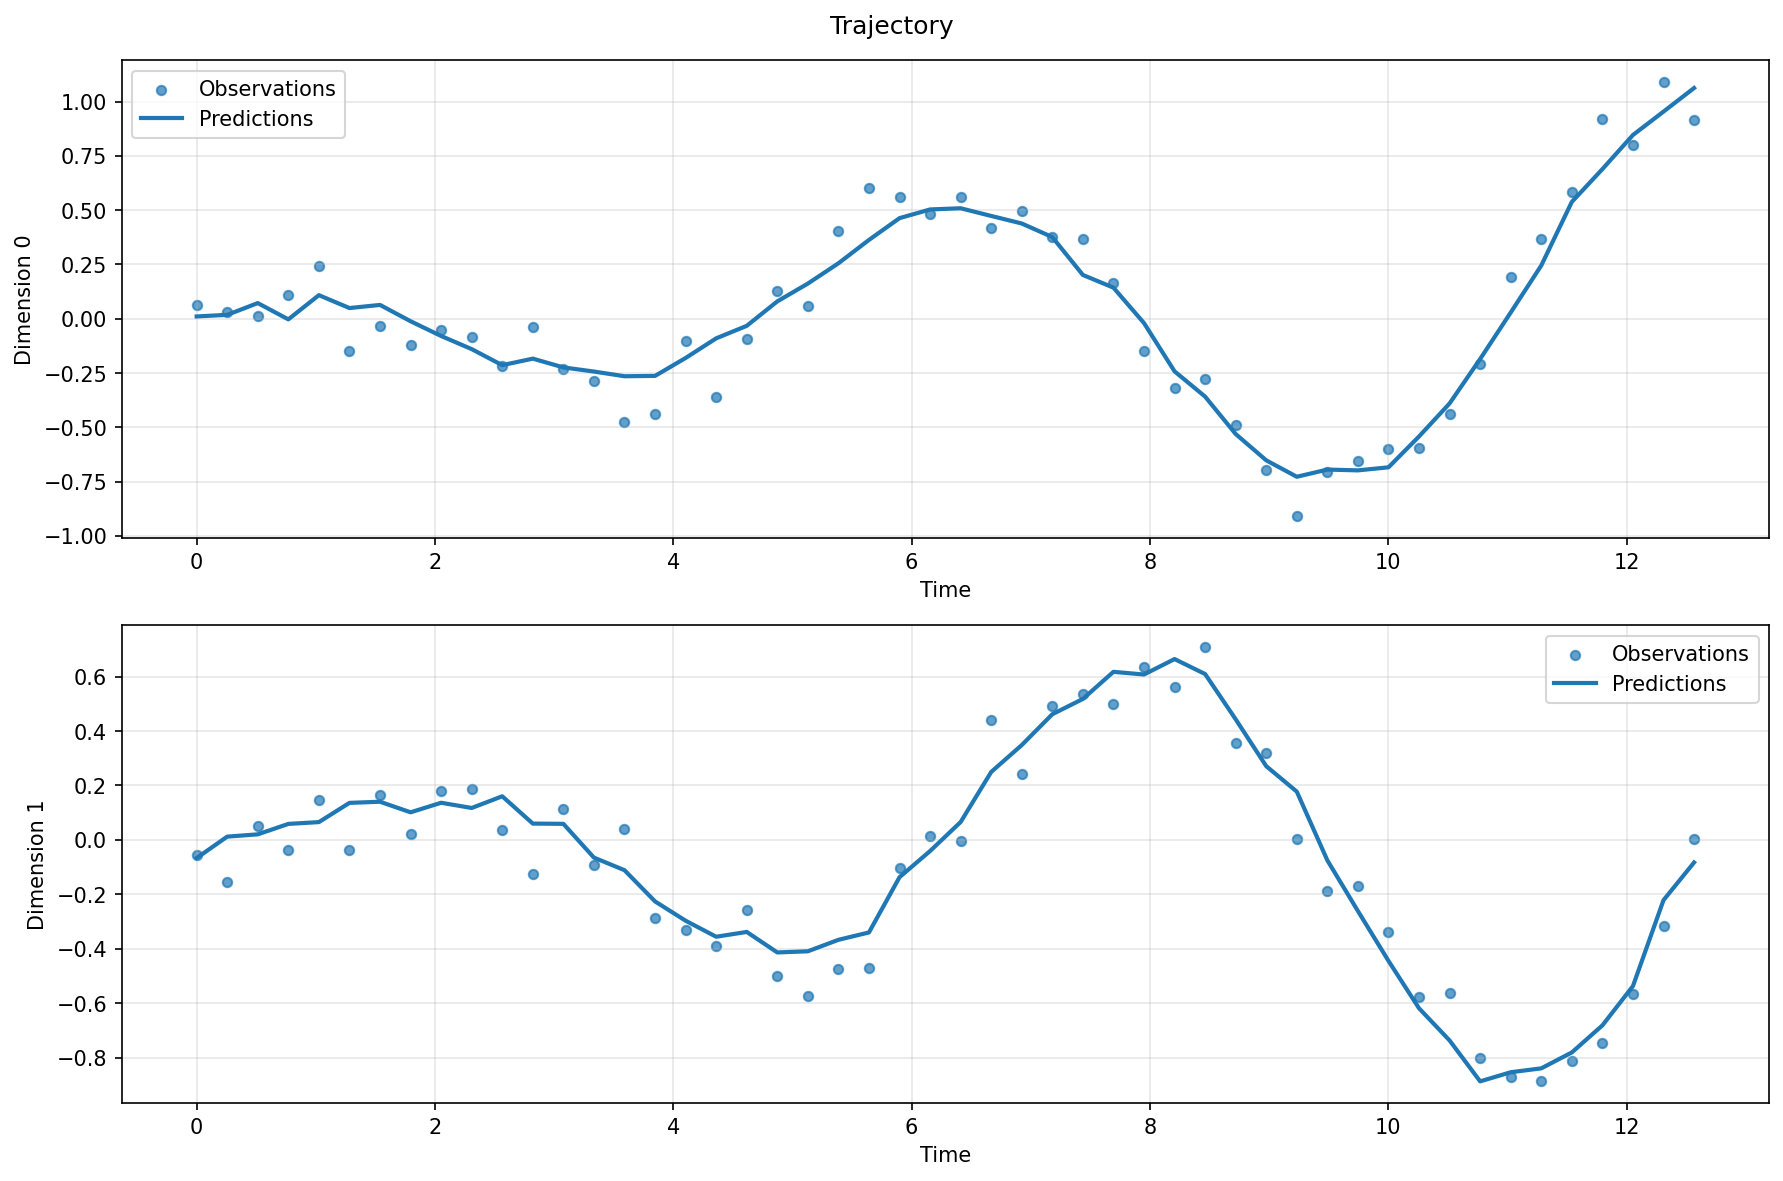 Trajectory
Observations
Predictions
1.00
0.75
0.50
0.25
0.00
−0.25
−0.50
−0.75
−1.00
Dimension 0
0 2 4 6 8 10 12
Time
Observations
Predictions
0.6
0.4
0.2
0.0
−0.2
−0.4
−0.6
−0.8
Dimension 1
0 2 4 6 8 10 12
Time